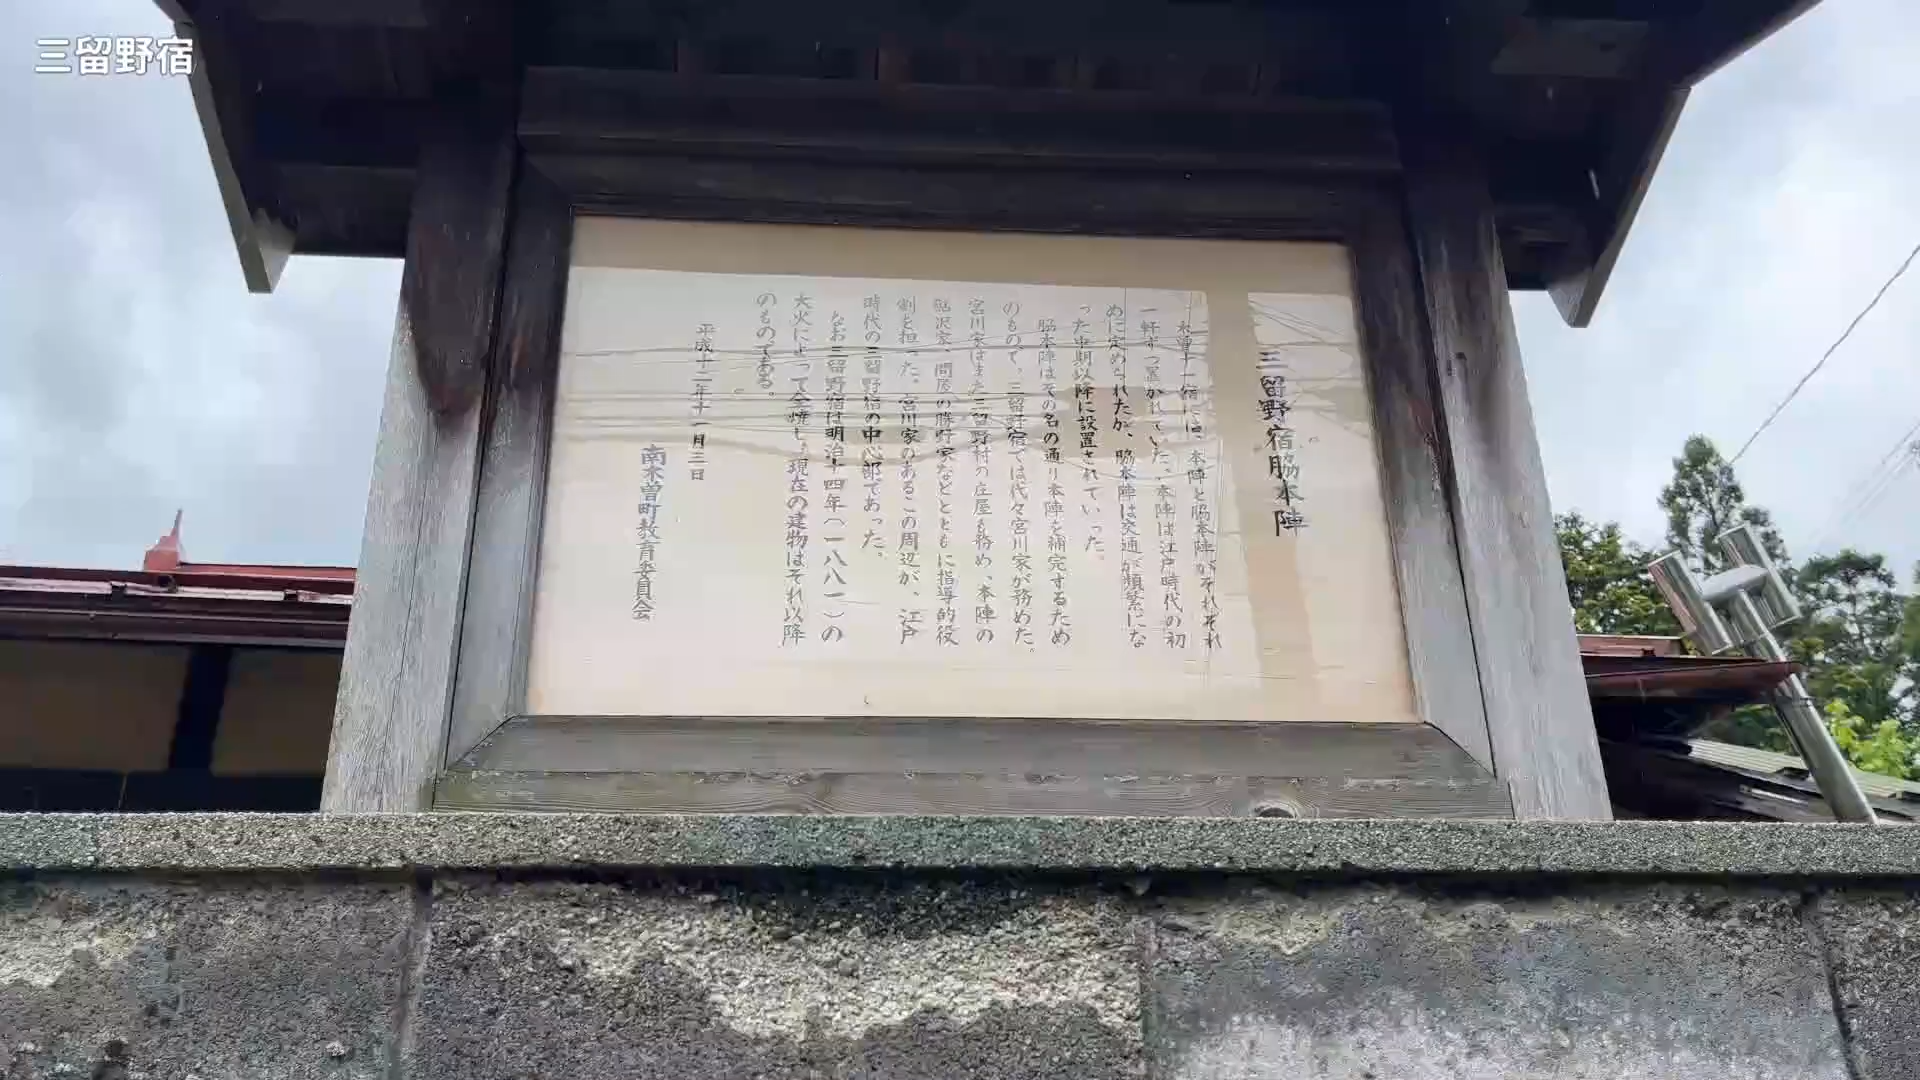 三留野宿
三留野宿脇本陣
木曽十一宿には、本陣と脇本陣がそれぞれ
一軒ずつ置かれていた。本陣は江戸時代の初
めに定められたが、脇本陣は交通が頻繁にな
った中期以降に設置されていった。
脇本陣はその名の通り本陣を補完するため
のもので、三留野宿では代々宮川家が務めた。
宮川家はまた三留野村の庄屋も務め、本陣の
鮎沢家、問屋の勝野家などとともに指導的役
割を担った。宮川家のあるこの周辺が、江戸
時代の三留野宿の中心部であった。
なお三留野宿は明治十四年(一八八一)の
大火によって全焼し、現在の建物はそれ以降
のものである。
平成十二年十一月三日
南木曽町教育委員会